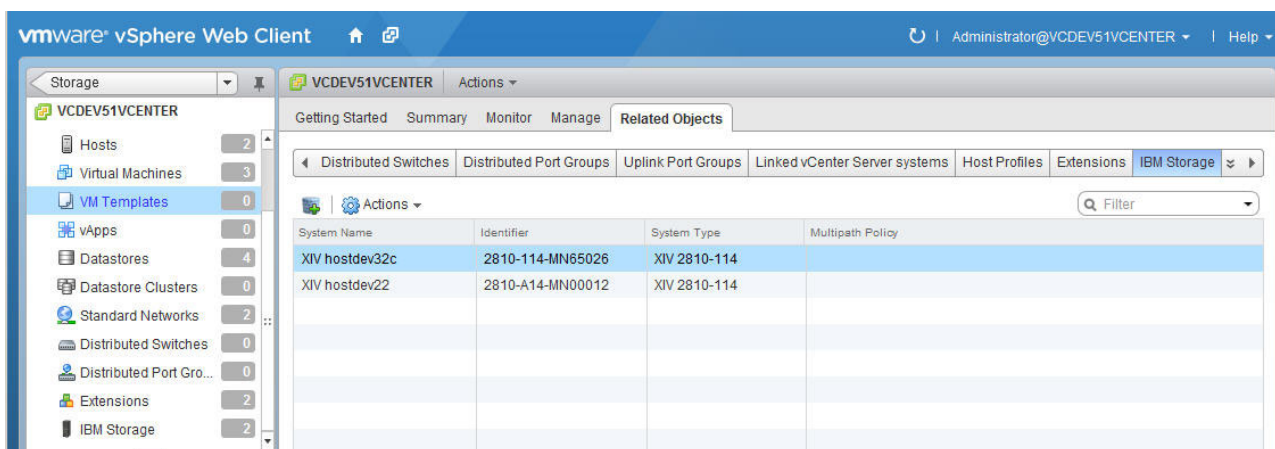 vmware® vSphere Web Client
Administrator@VCDEV51VCENTER
Help
Storage
VCDEV51VCENTER
Hosts 2
Virtual Machines 3
VM Templates 0
vApps 0
Datastores 4
Datastore Clusters 0
Standard Networks 2
Distributed Switches 0
Distributed Port Gro... 0
Extensions 2
IBM Storage 2
VCDEV51VCENTER Actions
Getting Started Summary Monitor Manage Related Objects
Distributed Switches Distributed Port Groups Uplink Port Groups Linked vCenter Server systems Host Profiles Extensions IBM Storage
Actions Filter
System Name Identifier System Type Multipath Policy
XIV hostdev32c 2810-114-MN65026 XIV 2810-114
XIV hostdev22 2810-A14-MN00012 XIV 2810-114